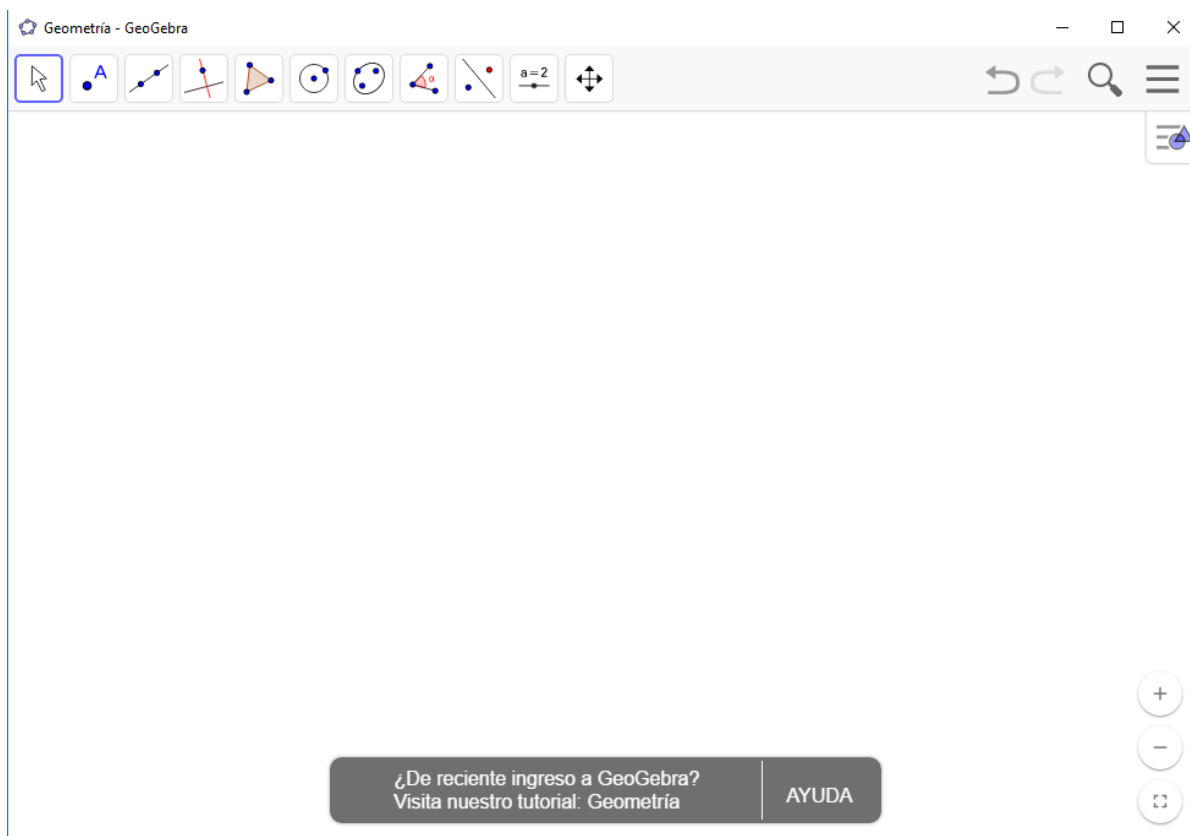 Geometría - GeoGebra
A
α
a = 2
¿De reciente ingreso a GeoGebra?
Visita nuestro tutorial: Geometría
AYUDA